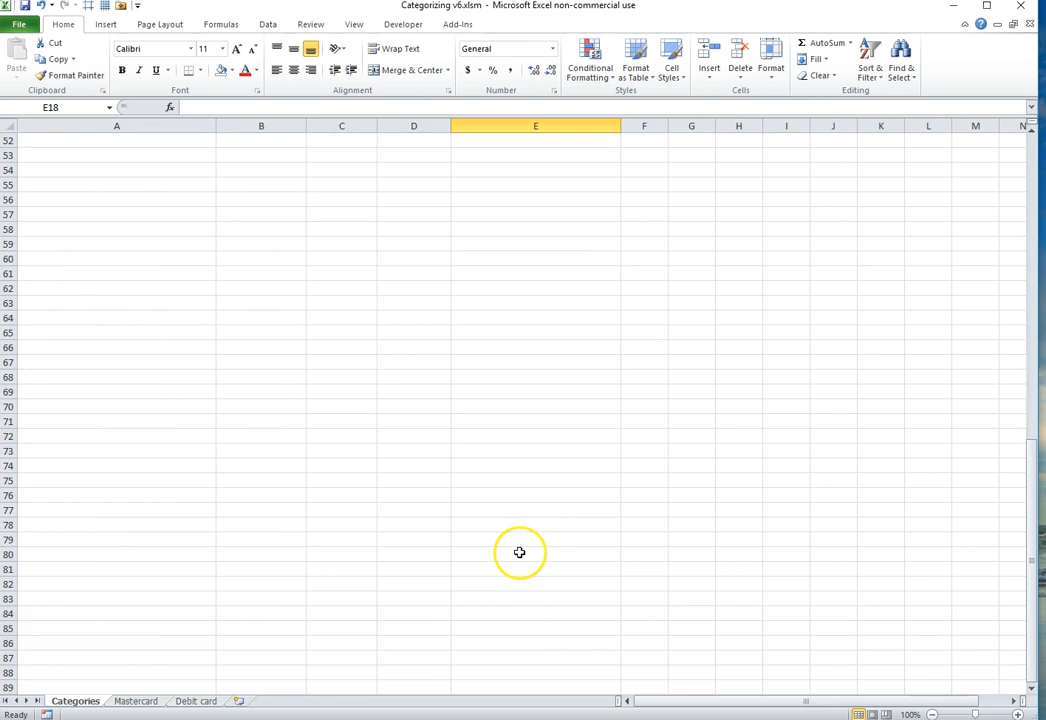 Categorizing v6.xlsm - Microsoft Excel non-commercial use
File Home Insert Page Layout Formulas Data Review View Developer Add-Ins
Cut
Copy
Format Painter
Paste
Calibri 11
B I U
Wrap Text
Merge & Center
General
$ % ,
Conditional Formatting
Format as Table
Cell Styles
Insert
Delete
Format
AutoSum
Fill
Clear
Sort & Filter
Find & Select
Clipboard Font Alignment Number Styles Cells Editing
E18 fx
A B C D E F G H I J K L M N
52
53
54
55
56
57
58
59
60
61
62
63
64
65
66
67
68
69
70
71
72
73
74
75
76
77
78
79
80
81
82
83
84
85
86
87
88
89
Categories Mastercard Debit card
Ready 100%